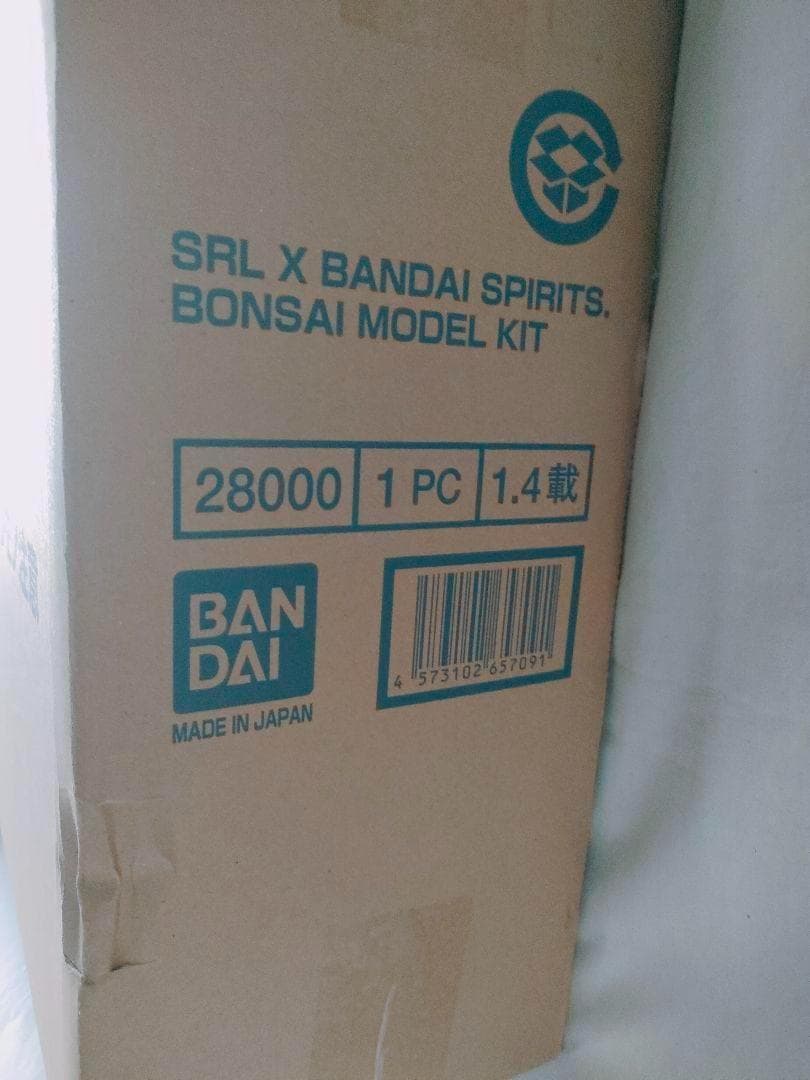 SRL X BANDAI SPIRITS.
BONSAI MODEL KIT
28000 1 PC 1.4載
BAN
DAI
MADE IN JAPAN
4 573102 657091